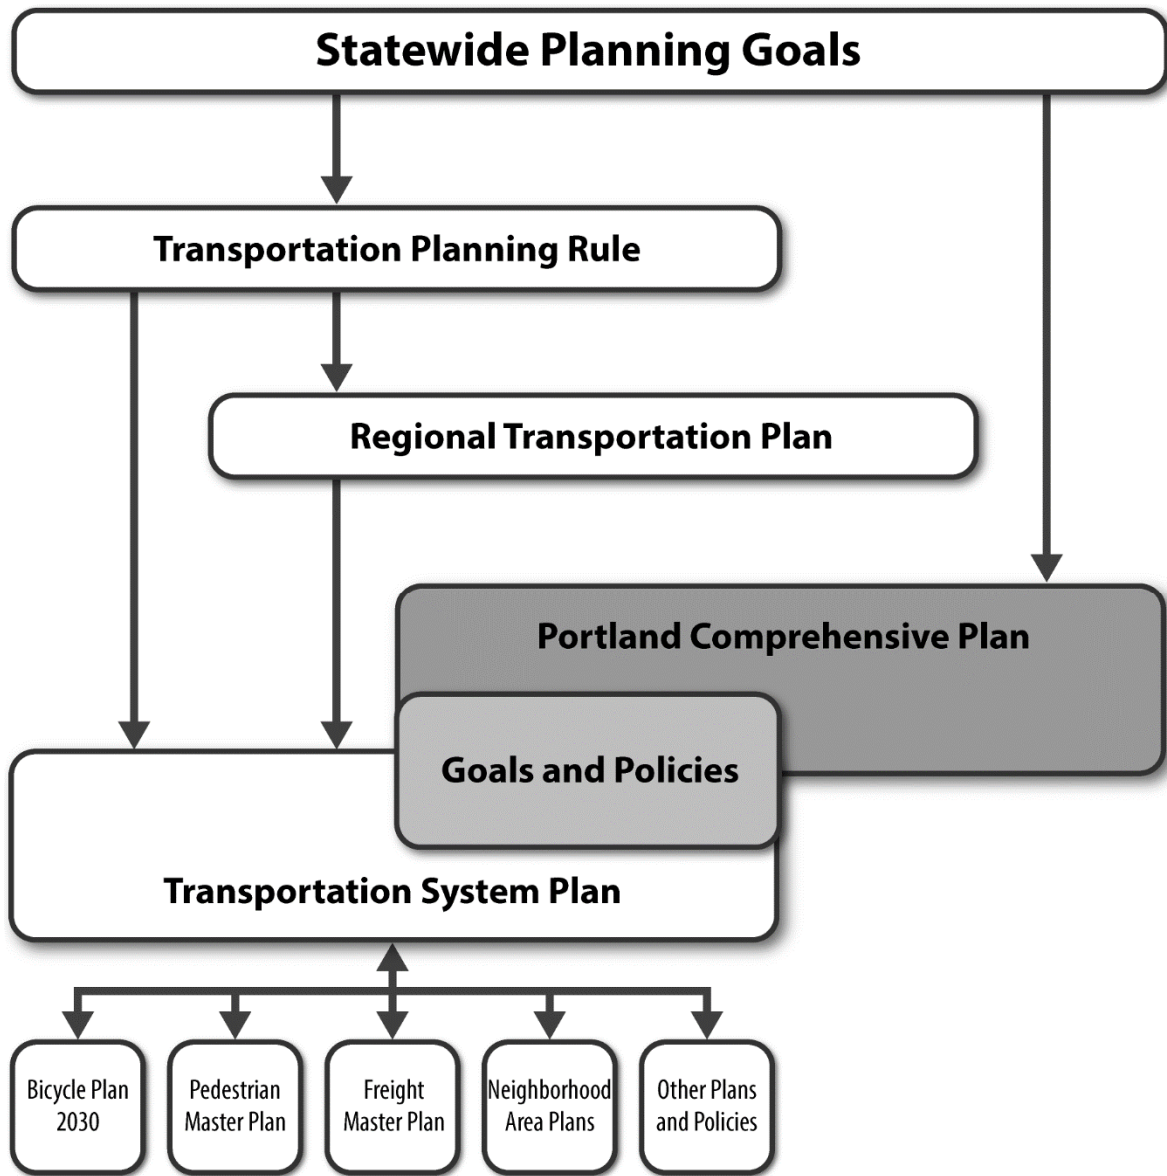 Statewide Planning Goals
Transportation Planning Rule
Regional Transportation Plan
Portland Comprehensive Plan
Goals and Policies
Transportation System Plan
Bicycle Plan
2030
Pedestrian
Master Plan
Freight
Master Plan
Neighborhood
Area Plans
Other Plans
and Policies